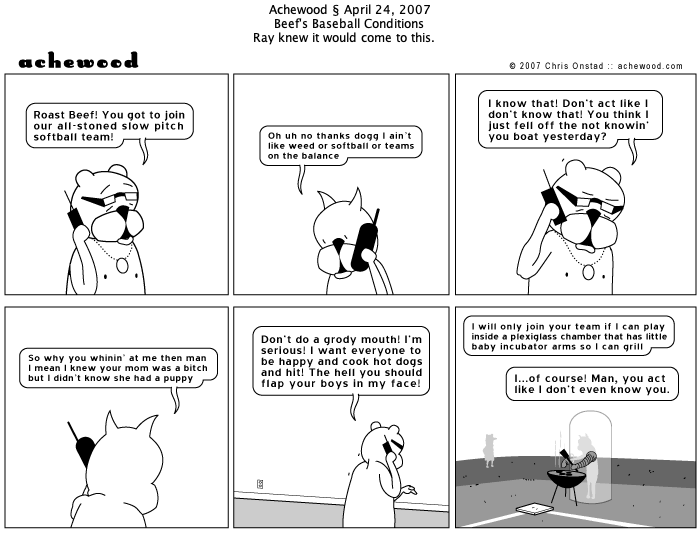 Achewood § April 24, 2007
Beef's Baseball Conditions
Ray knew it would come to this.
achewood
© 2007 Chris Onstad :: achewood.com
Roast Beef! You got to join
our all-stoned slow pitch
softball team!
Oh uh no thanks dogg I ain't
like weed or softball or teams
on the balance
I know that! Don't act like I
don't know that! You think I
just fell off the not knowin'
you boat yesterday?
So why you whinin' at me then man
I mean I knew your mom was a bitch
but I didn't know she had a puppy
Don't do a grody mouth! I'm
serious! I want everyone to
be happy and cook hot dogs
and hit! The hell you should
flap your boys in my face!
I will only join your team if I can play
inside a plexiglass chamber that has little
baby incubator arms so I can grill
I...of course! Man, you act
like I don't even know you.